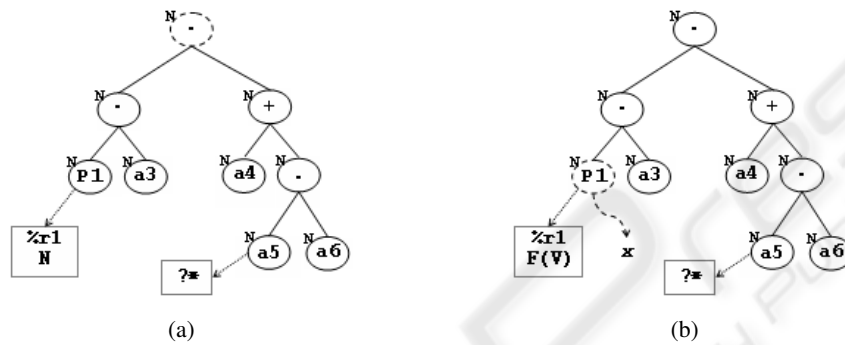 N -
N - N +
N P1 N a3 N a4 N -
%r1
N
N a5 N a6
?*
(a)
N -
N - N +
N P1 N a3 N a4 N -
%r1
F(V)
x
N a5 N a6
?*
(b)